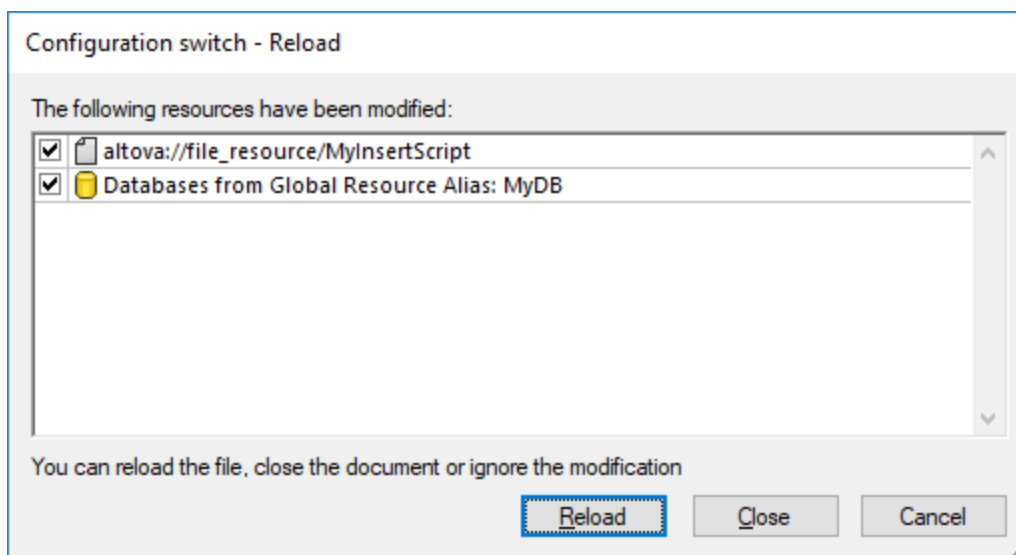 Configuration switch - Reload
The following resources have been modified:
altova://file_resource/MyInsertScript
Databases from Global Resource Alias: MyDB
You can reload the file, close the document or ignore the modification
Reload Close Cancel